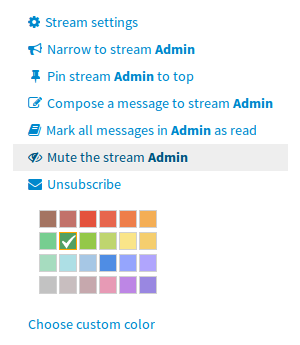 Stream settings
Narrow to stream Admin
Pin stream Admin to top
Compose a message to stream Admin
Mark all messages in Admin as read
Mute the stream Admin
Unsubscribe
Choose custom color